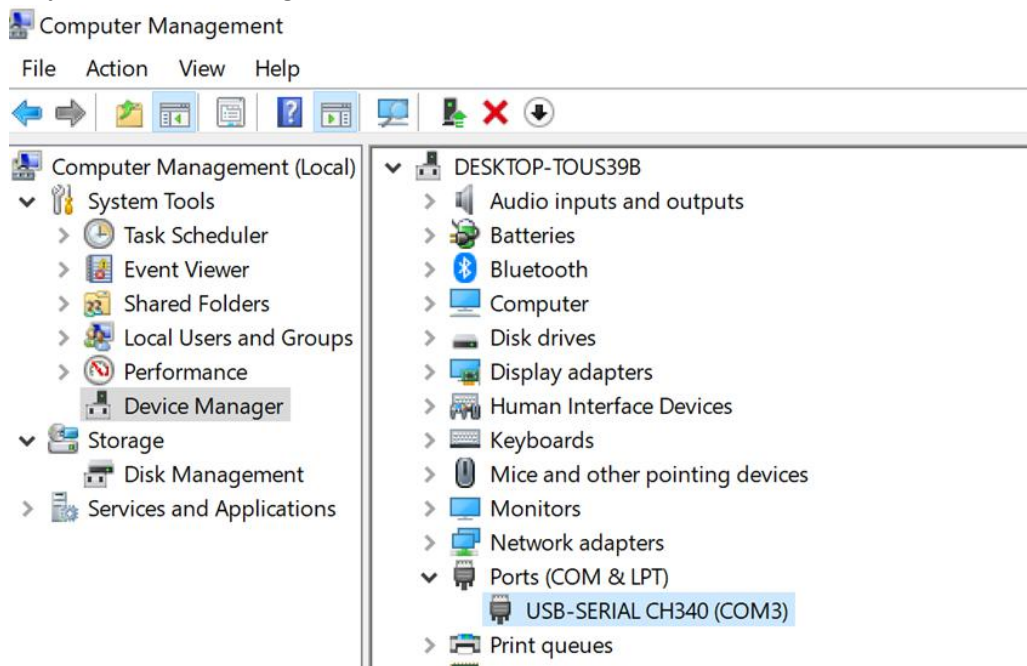 Computer Management
File Action View Help
Computer Management (Local)
System Tools
Task Scheduler
Event Viewer
Shared Folders
Local Users and Groups
Performance
Device Manager
Storage
Disk Management
Services and Applications
DESKTOP-TOUS39B
Audio inputs and outputs
Batteries
Bluetooth
Computer
Disk drives
Display adapters
Human Interface Devices
Keyboards
Mice and other pointing devices
Monitors
Network adapters
Ports (COM & LPT)
USB-SERIAL CH340 (COM3)
Print queues